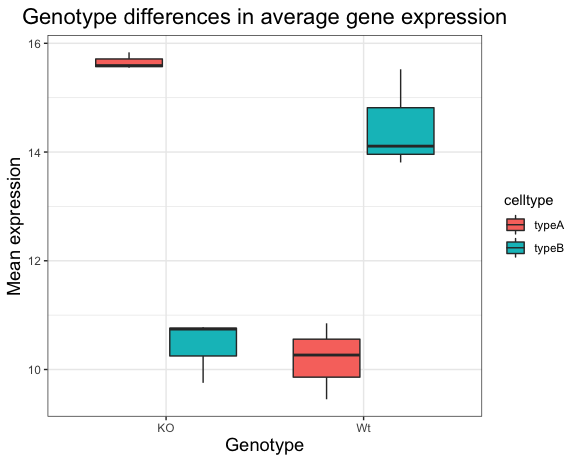 Genotype differences in average gene expression
16
14
12
10
Mean expression
KO
Wt
Genotype
celltype
typeA
typeB